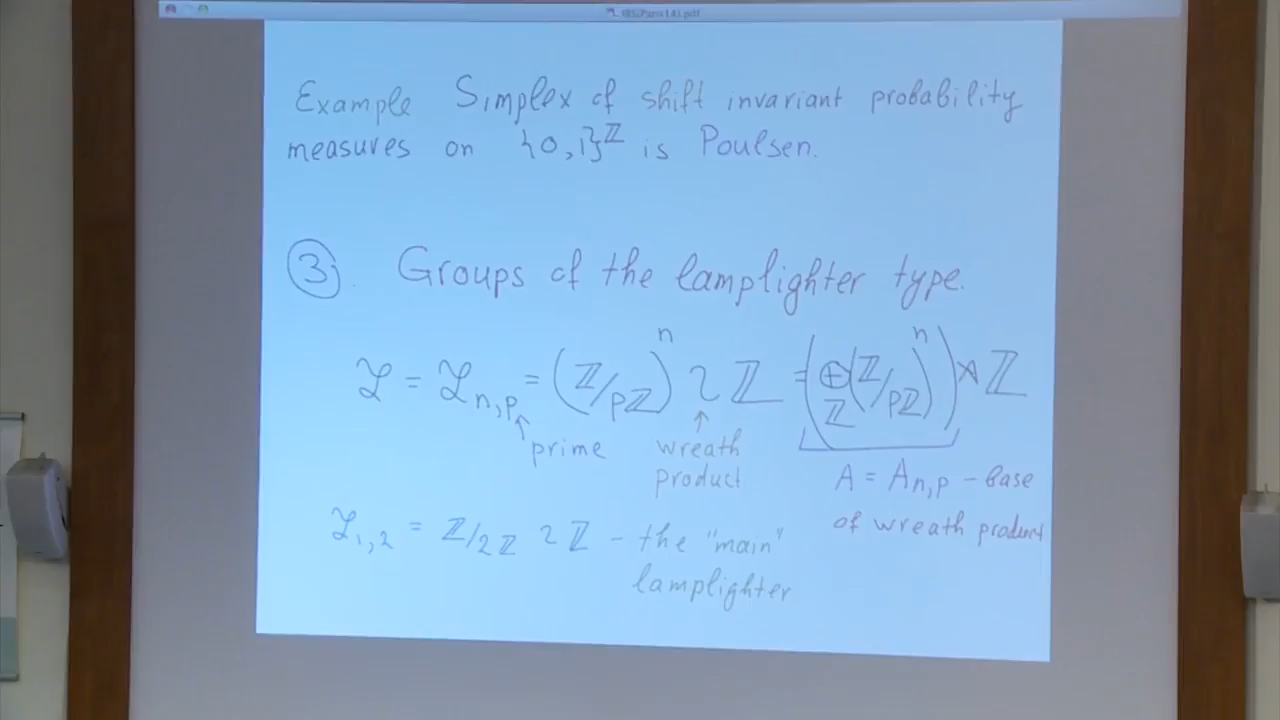 Example Simplex of shift invariant probability
measures on {0,1}^ℤ is Poulsen.
③. Groups of the lamplighter type.
ℒ = ℒ_{n,p} = (ℤ/pℤ)^n ≀ ℤ = (⊕_ℤ (ℤ/pℤ)^n) ⋊ ℤ
↑ prime ↑ wreath product
A = A_{n,p} – base
of wreath product
ℒ_{1,2} = ℤ/2ℤ ≀ ℤ – the "main"
lamplighter